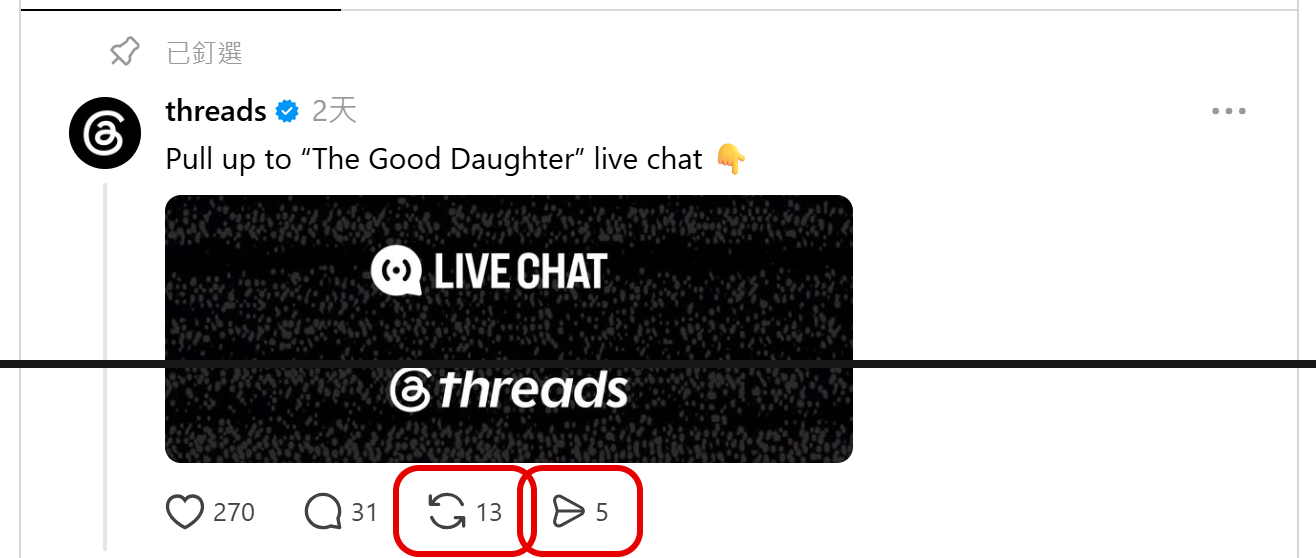 已釘選
threads 2天
Pull up to “The Good Daughter” live chat 👇
LIVE CHAT
threads
270 31 13 5